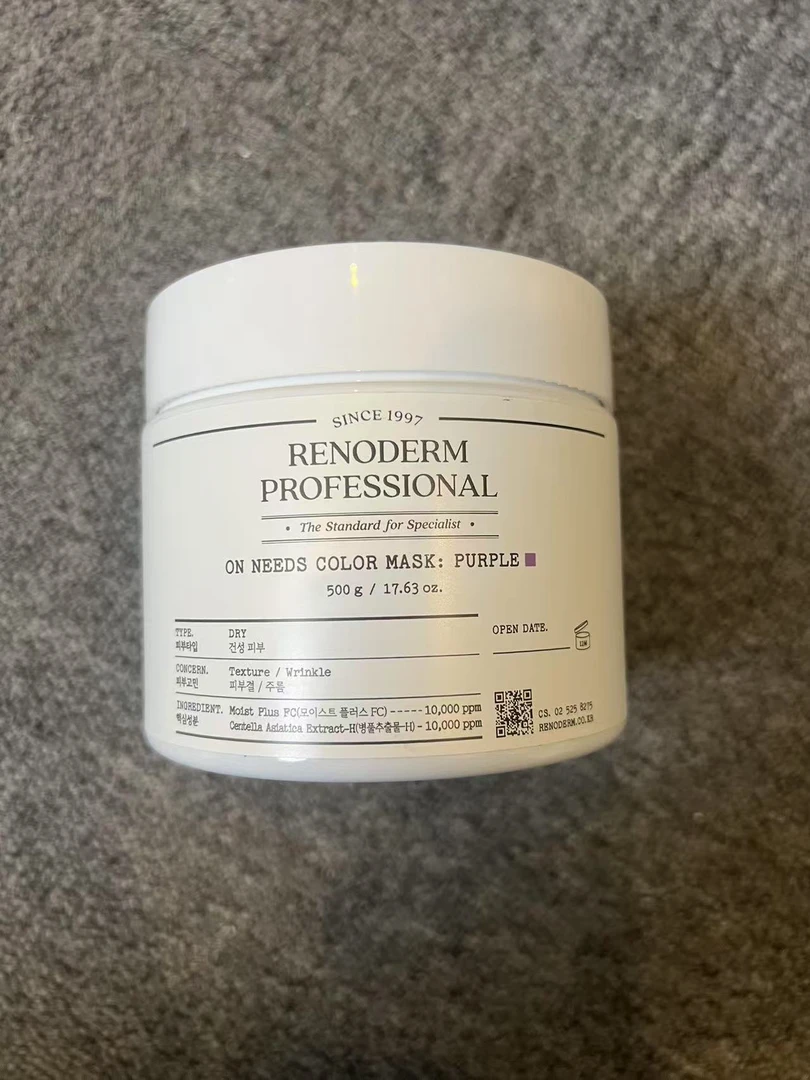 SINCE 1997
RENODERM
PROFESSIONAL
• The Standard for Specialist •
ON NEEDS COLOR MASK: PURPLE
500 g / 17.63 oz.
TYPE. DRY
피부타입 건성 피부
CONCERN. Texture / Wrinkle
피부고민 피부결 / 주름
INGREDIENT. Moist Plus FC(모이스트 플러스 FC) ----- 10,000 ppm
핵심성분 Centella Asiatica Extract-H(병풀추출물-H) - 10,000 ppm
OPEN DATE.
12M
CS. 02 525 8275
RENODERM.CO.KR